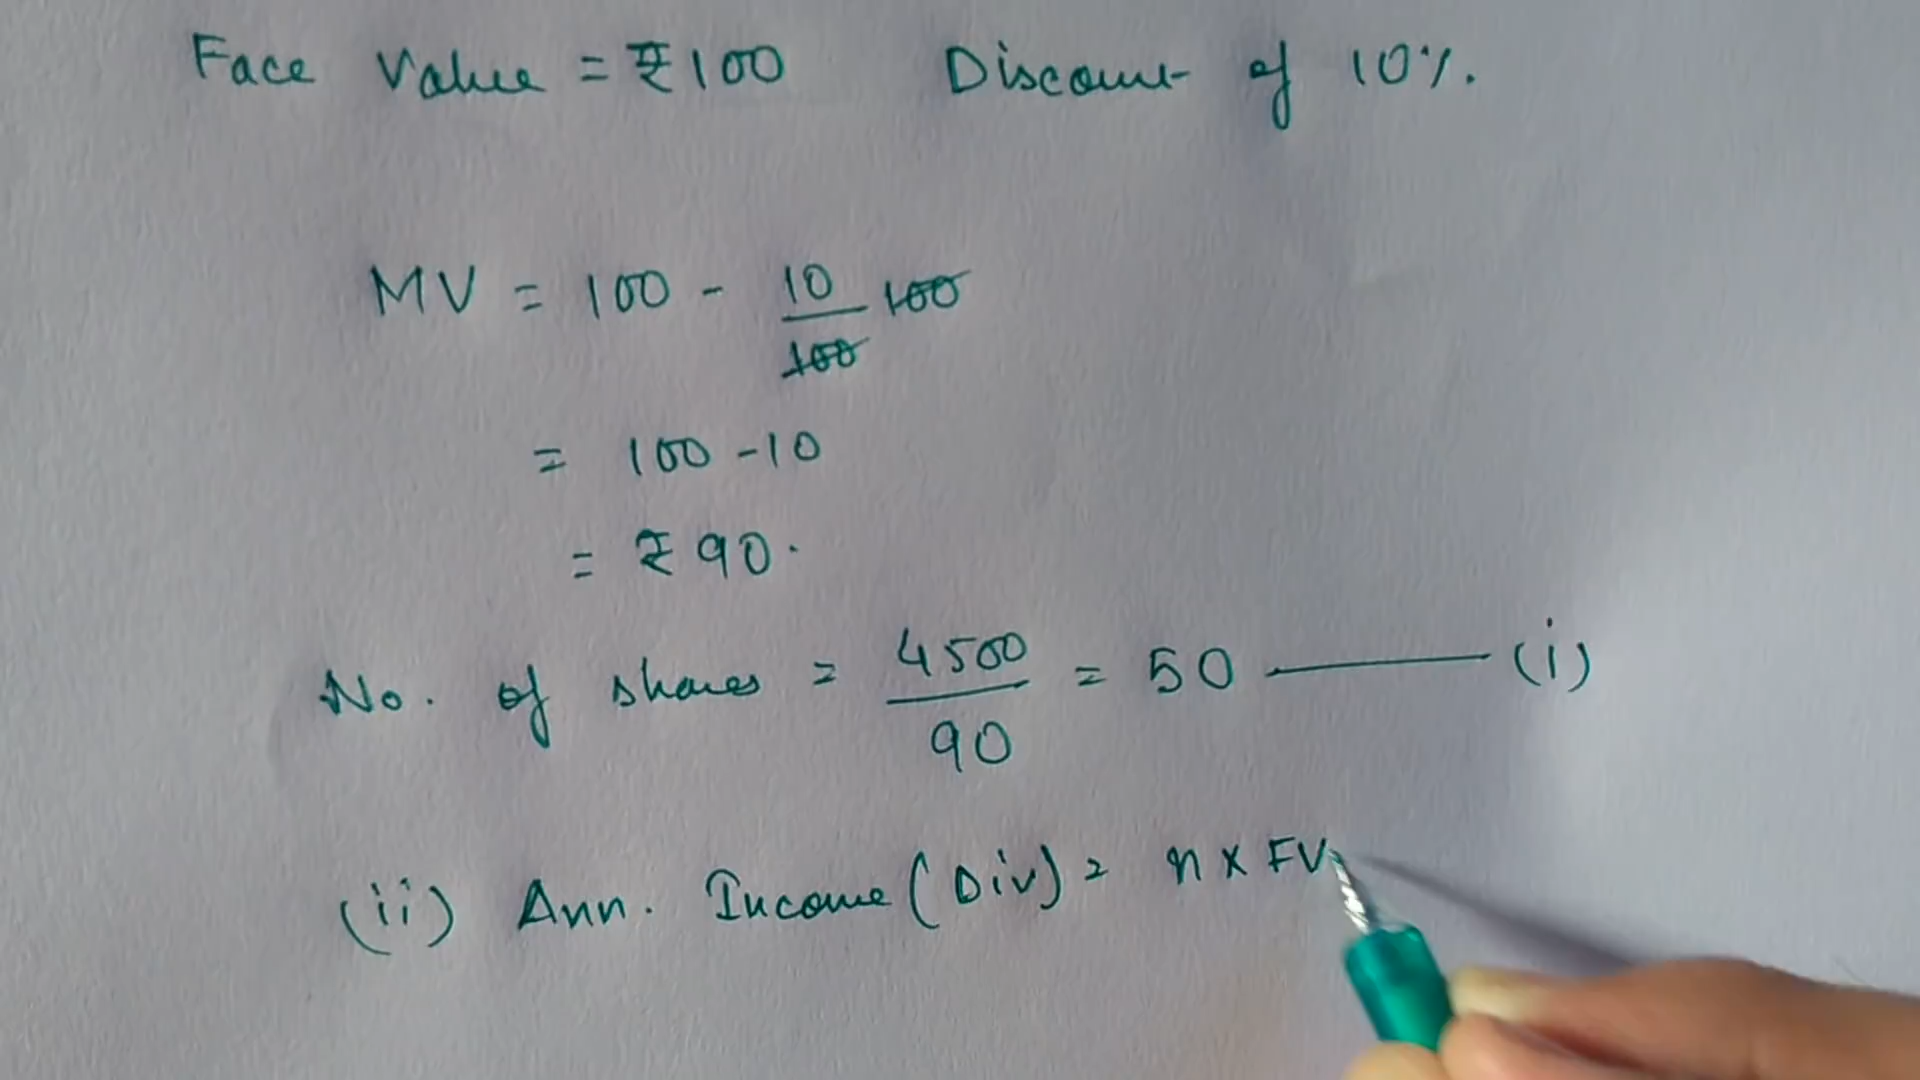 Face Value = ₹100 Discount of 10%.
MV = 100 - 10/100 100
= 100 - 10
= ₹90.
No. of shares = 4500/90 = 50 —— (i)
(ii) Ann. Income (Div) = n x FV